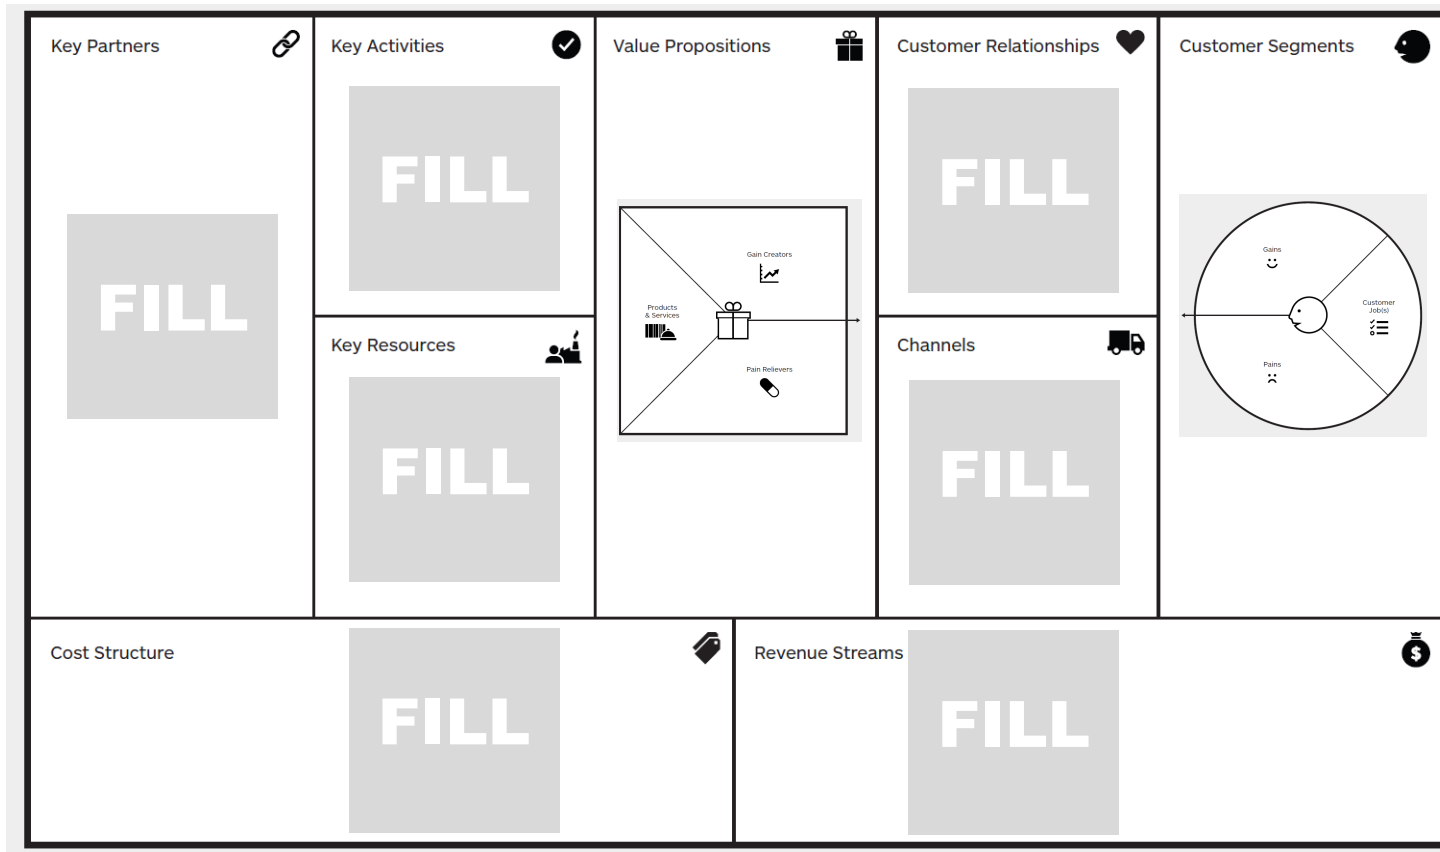 Key Partners
FILL
Key Activities
FILL
Key Resources
FILL
Value Propositions
Gain Creators
Products
& Services
Pain Relievers
Customer Relationships
FILL
Channels
FILL
Customer Segments
Gains
Customer
Job(s)
Pains
Cost Structure
FILL
Revenue Streams
FILL
$